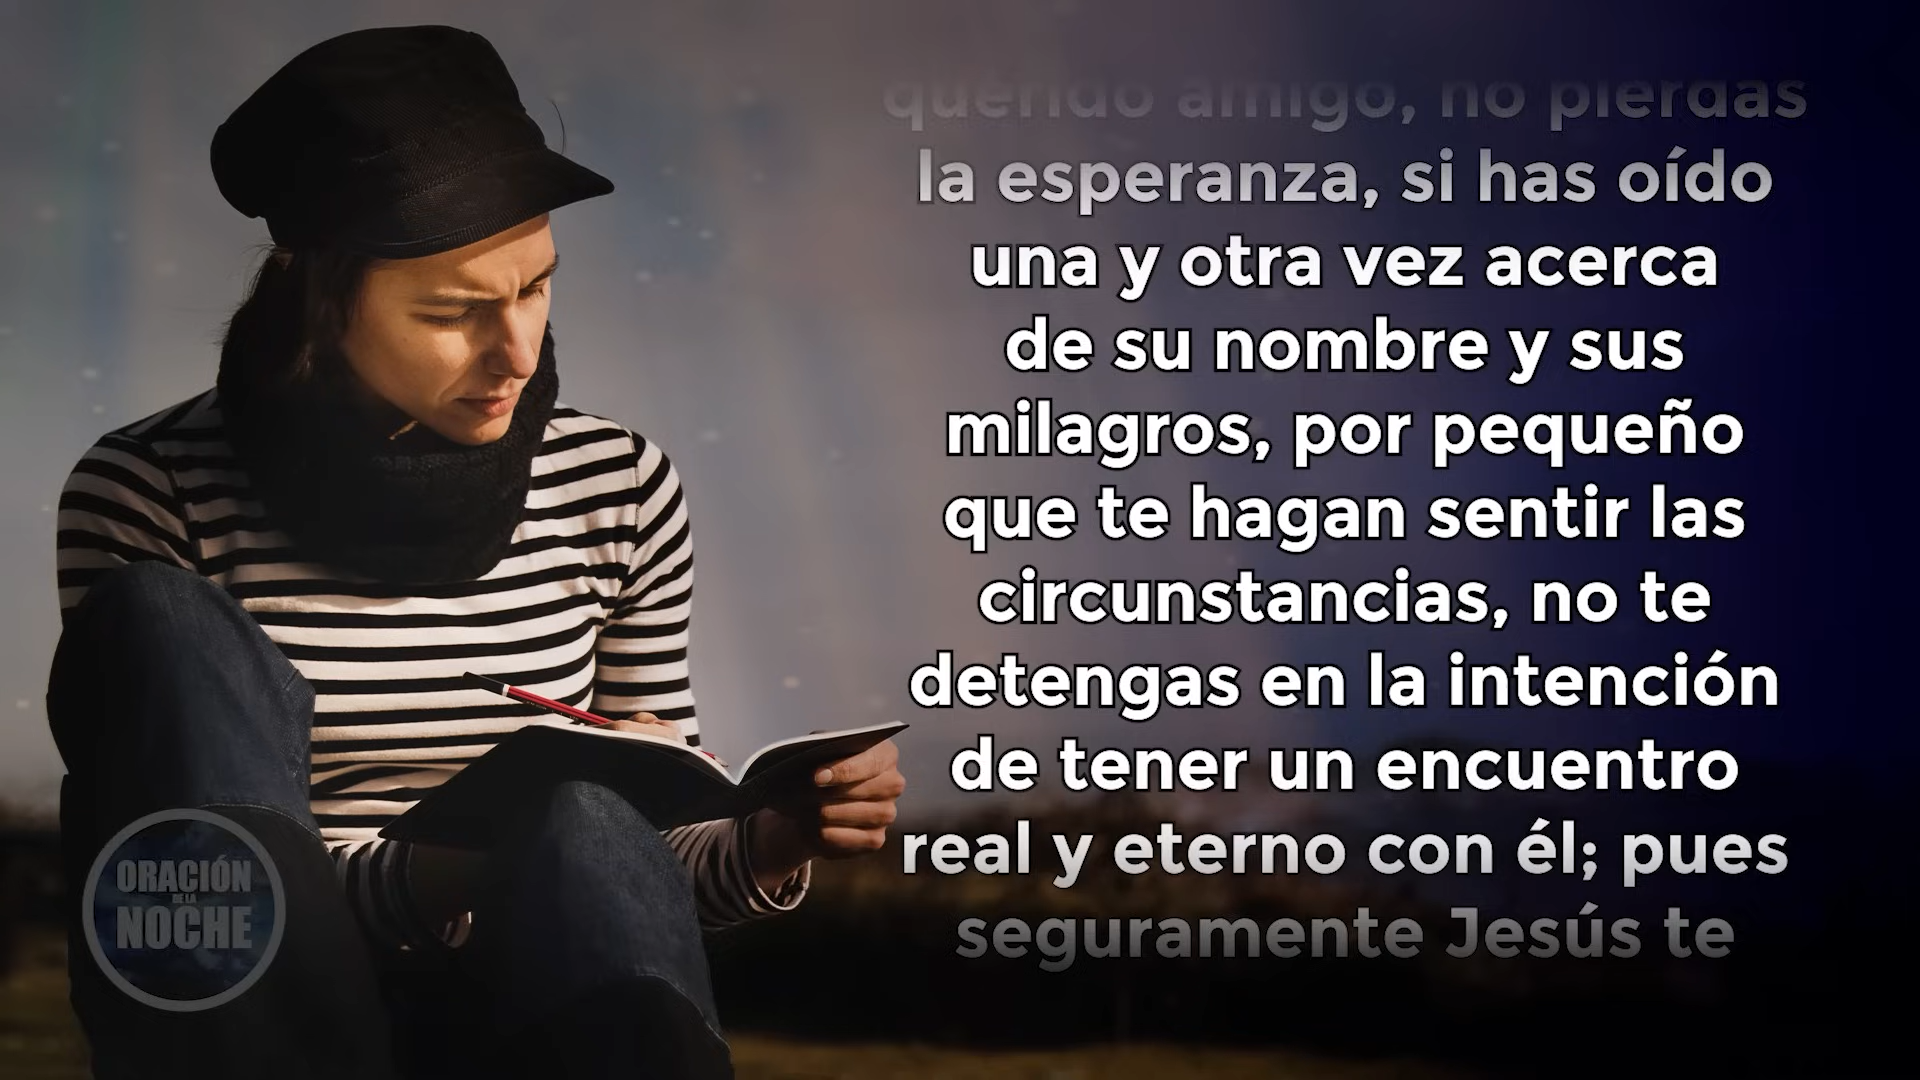 querido amigo, no pierdas
la esperanza, si has oído
una y otra vez acerca
de su nombre y sus
milagros, por pequeño
que te hagan sentir las
circunstancias, no te
detengas en la intención
de tener un encuentro
real y eterno con él; pues
seguramente Jesús te
ORACIÓN
DE LA
NOCHE